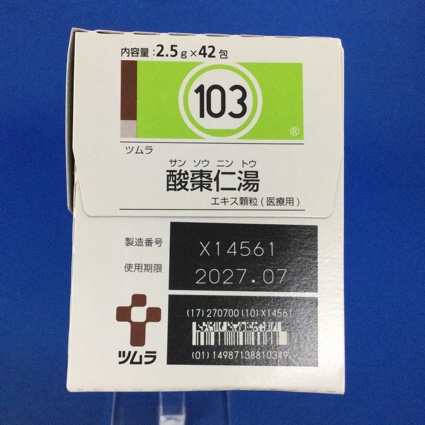 内容量:2.5g×42包
103
®
ツムラ
サン ソウ ニン トウ
酸棗仁湯
エキス顆粒(医療用)
製造番号 X14561
使用期限 2027.07
(17)270700(10)X14561
(01)14987138810349
ツムラ